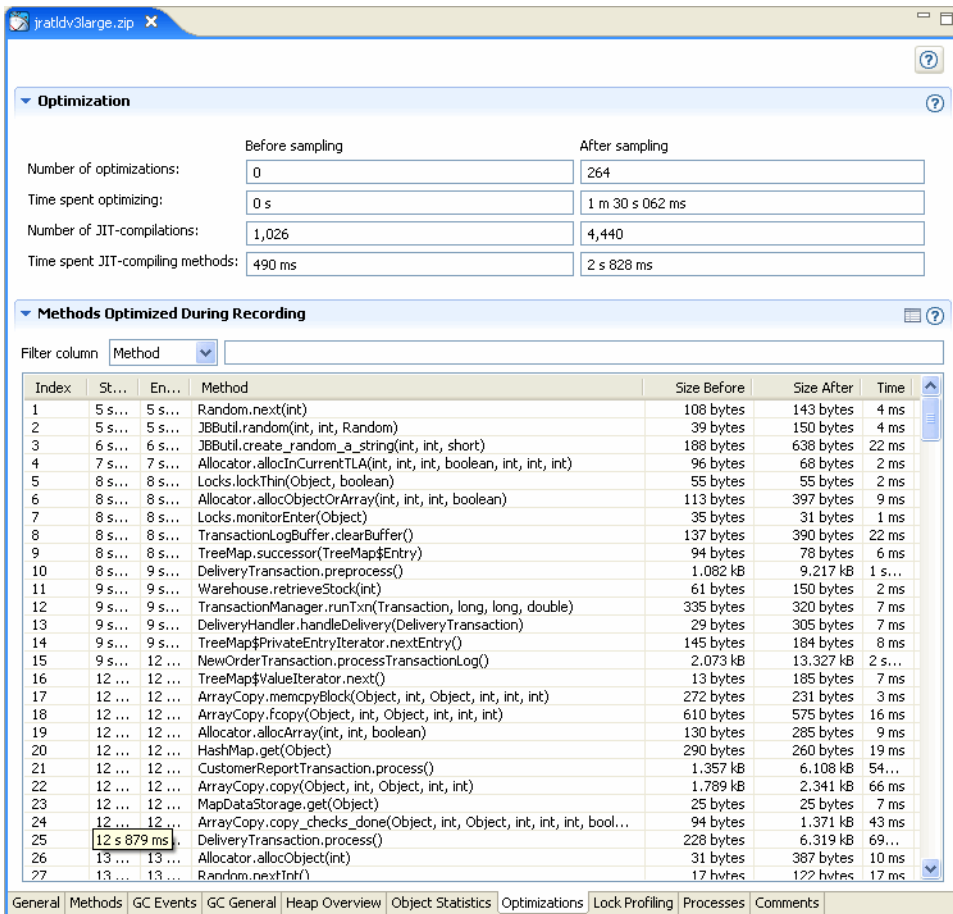 jratldv3large.zip
Optimization
Before sampling After sampling
Number of optimizations: 0 264
Time spent optimizing: 0 s 1 m 30 s 062 ms
Number of JIT-compilations: 1,026 4,440
Time spent JIT-compiling methods: 490 ms 2 s 828 ms
Methods Optimized During Recording
Filter column Method
Index St... En... Method Size Before Size After Time
1 5 s... 5 s... Random.next(int) 108 bytes 143 bytes 4 ms
2 5 s... 5 s... JBButil.random(int, int, Random) 39 bytes 150 bytes 4 ms
3 6 s... 6 s... JBButil.create_random_a_string(int, int, short) 188 bytes 638 bytes 22 ms
4 7 s... 7 s... Allocator.allocInCurrentTLA(int, int, int, boolean, int, int, int) 96 bytes 68 bytes 2 ms
5 8 s... 8 s... Locks.lockThin(Object, boolean) 55 bytes 55 bytes 2 ms
6 8 s... 8 s... Allocator.allocObjectOrArray(int, int, int, boolean) 113 bytes 397 bytes 9 ms
7 8 s... 8 s... Locks.monitorEnter(Object) 35 bytes 31 bytes 1 ms
8 8 s... 8 s... TransactionLogBuffer.clearBuffer() 137 bytes 390 bytes 22 ms
9 8 s... 8 s... TreeMap.successor(TreeMap$Entry) 94 bytes 78 bytes 6 ms
10 8 s... 9 s... DeliveryTransaction.preprocess() 1.082 kB 9.217 kB 1 s...
11 9 s... 9 s... Warehouse.retrieveStock(int) 61 bytes 150 bytes 2 ms
12 9 s... 9 s... TransactionManager.runTxn(Transaction, long, long, double) 335 bytes 320 bytes 7 ms
13 9 s... 9 s... DeliveryHandler.handleDelivery(DeliveryTransaction) 29 bytes 305 bytes 7 ms
14 9 s... 9 s... TreeMap$PrivateEntryIterator.nextEntry() 145 bytes 184 bytes 8 ms
15 9 s... 12 ... NewOrderTransaction.processTransactionLog() 2.073 kB 13.327 kB 2 s...
16 12 ... 12 ... TreeMap$ValueIterator.next() 13 bytes 185 bytes 7 ms
17 12 ... 12 ... ArrayCopy.memcpyBlock(Object, int, Object, int, int, int) 272 bytes 231 bytes 3 ms
18 12 ... 12 ... ArrayCopy.fcopy(Object, int, Object, int, int, int) 610 bytes 575 bytes 16 ms
19 12 ... 12 ... Allocator.allocArray(int, int, boolean) 130 bytes 285 bytes 9 ms
20 12 ... 12 ... HashMap.get(Object) 290 bytes 260 bytes 19 ms
21 12 ... 12 ... CustomerReportTransaction.process() 1.357 kB 6.108 kB 54...
22 12 ... 12 ... ArrayCopy.copy(Object, int, Object, int, int) 1.789 kB 2.341 kB 66 ms
23 12 ... 12 ... MapDataStorage.get(Object) 25 bytes 25 bytes 7 ms
24 12 ... 12 ... ArrayCopy.copy_checks_done(Object, int, Object, int, int, int, bool... 94 bytes 1.371 kB 43 ms
25 12 s 879 ms DeliveryTransaction.process() 228 bytes 6.319 kB 69...
26 13 ... 13 ... Allocator.allocObject(int) 31 bytes 387 bytes 10 ms
27 13 ... 13 ... Random.nextInt() 17 bytes 122 bytes 17 ms
General Methods GC Events GC General Heap Overview Object Statistics Optimizations Lock Profiling Processes Comments